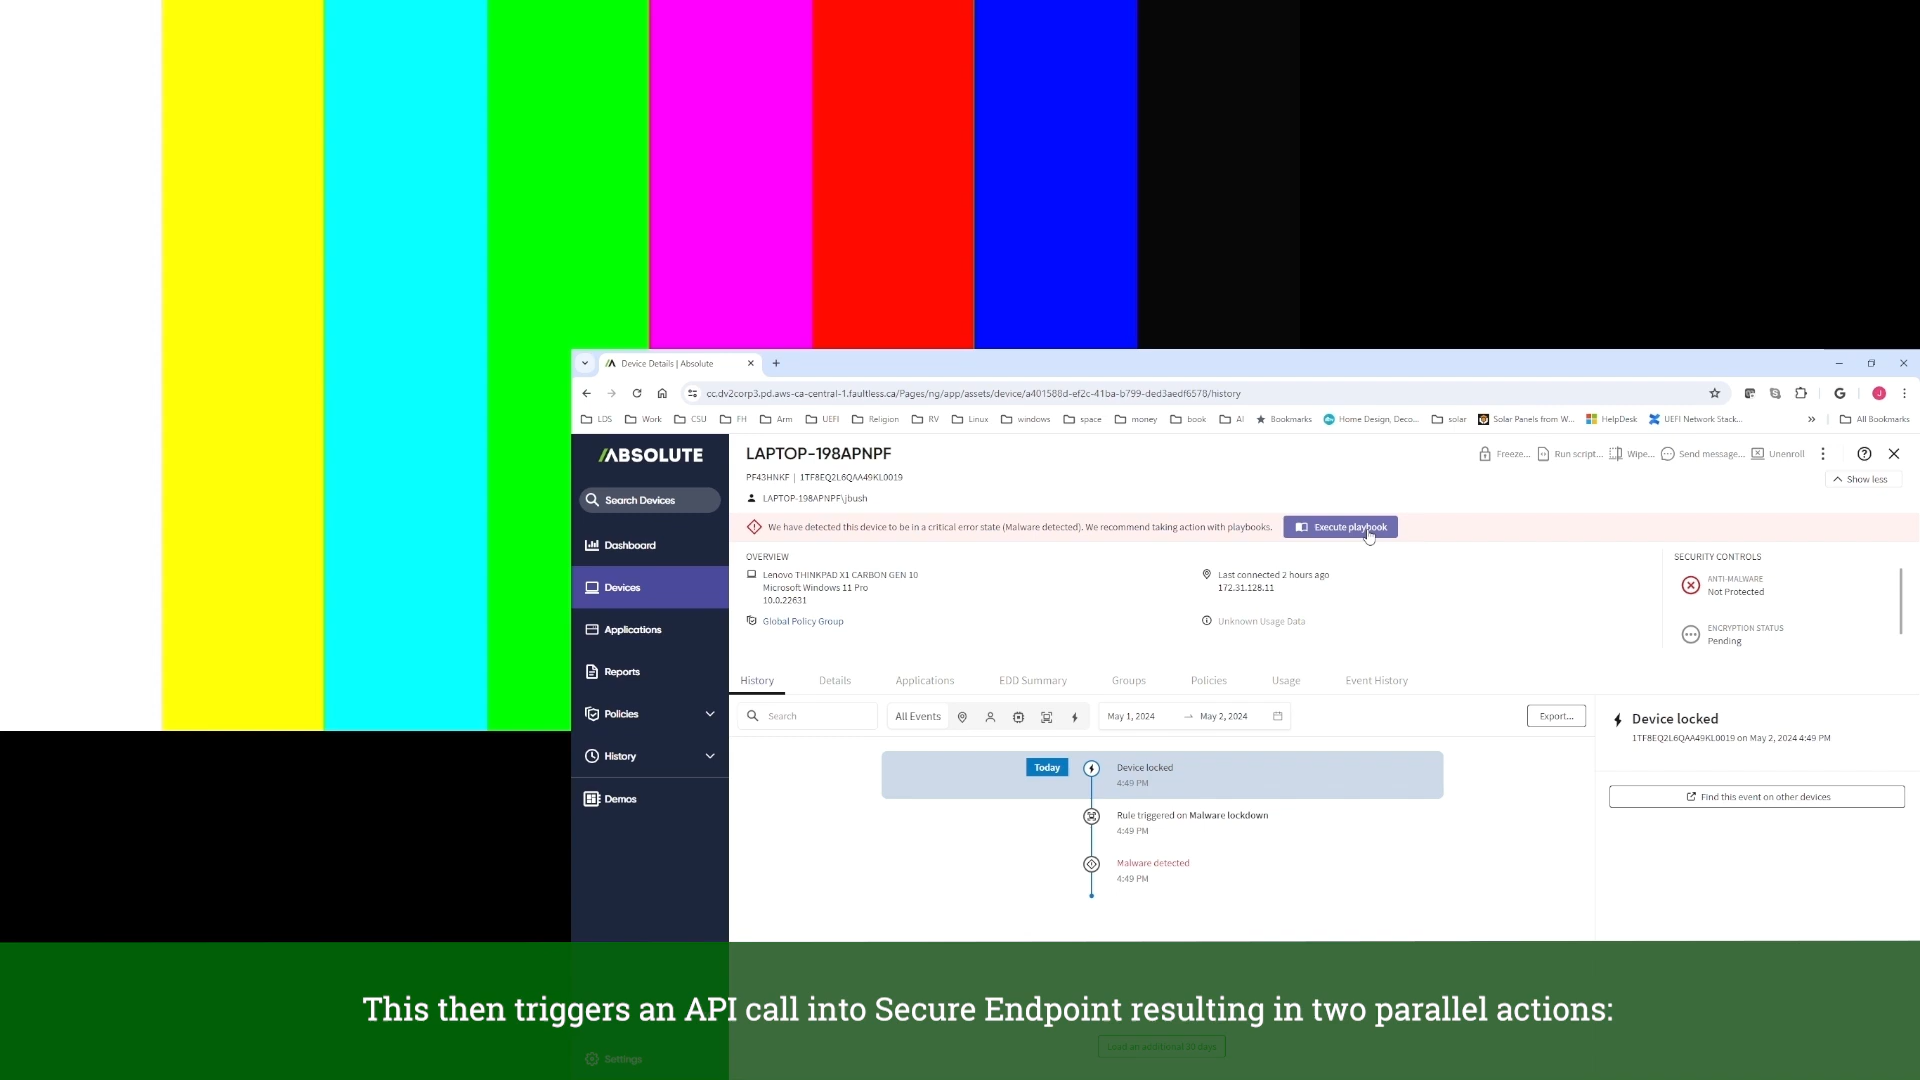 Device Details | Absolute
cc.dv2corp3.pd.aws-ca-central-1.faultless.ca/Pages/ng/app/assets/device/a401588d-ef2c-41ba-b799-ded3aedf6578/history
LDS Work CSU FH Arm UEFI Religion RV Linux windows space money book AI Bookmarks Home Design, Deco... solar Solar Panels from W... HelpDesk UEFI Network Stack... » All Bookmarks
ABSOLUTE
Search Devices
Dashboard
Devices
Applications
Reports
Policies
History
Demos
Settings
LAPTOP-198APNPF
PF43HNKF | 1TF8EQ2L6QAA49KL0019
LAPTOP-198APNPF\jbush
Freeze... Run script... Wipe... Send message... Unenroll
Show less
We have detected this device to be in a critical error state (Malware detected). We recommend taking action with playbooks.
Execute playbook
OVERVIEW
Lenovo THINKPAD X1 CARBON GEN 10
Microsoft Windows 11 Pro
10.0.22631
Global Policy Group
Last connected 2 hours ago
172.31.128.11
Unknown Usage Data
SECURITY CONTROLS
ANTI-MALWARE
Not Protected
ENCRYPTION STATUS
Pending
History Details Applications EDD Summary Groups Policies Usage Event History
Search
All Events
May 1, 2024 → May 2, 2024
Export...
Today
Device locked
4:49 PM
Rule triggered on Malware lockdown
4:49 PM
Malware detected
4:49 PM
Device locked
1TF8EQ2L6QAA49KL0019 on May 2, 2024 4:49 PM
Find this event on other devices
This then triggers an API call into Secure Endpoint resulting in two parallel actions:
Load an additional 30 days